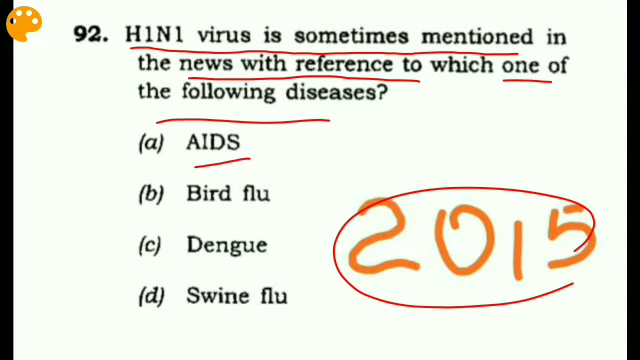 92. H1N1 virus is sometimes mentioned in
the news with reference to which one of
the following diseases?
(a) AIDS
(b) Bird flu
(c) Dengue
(d) Swine flu
2015